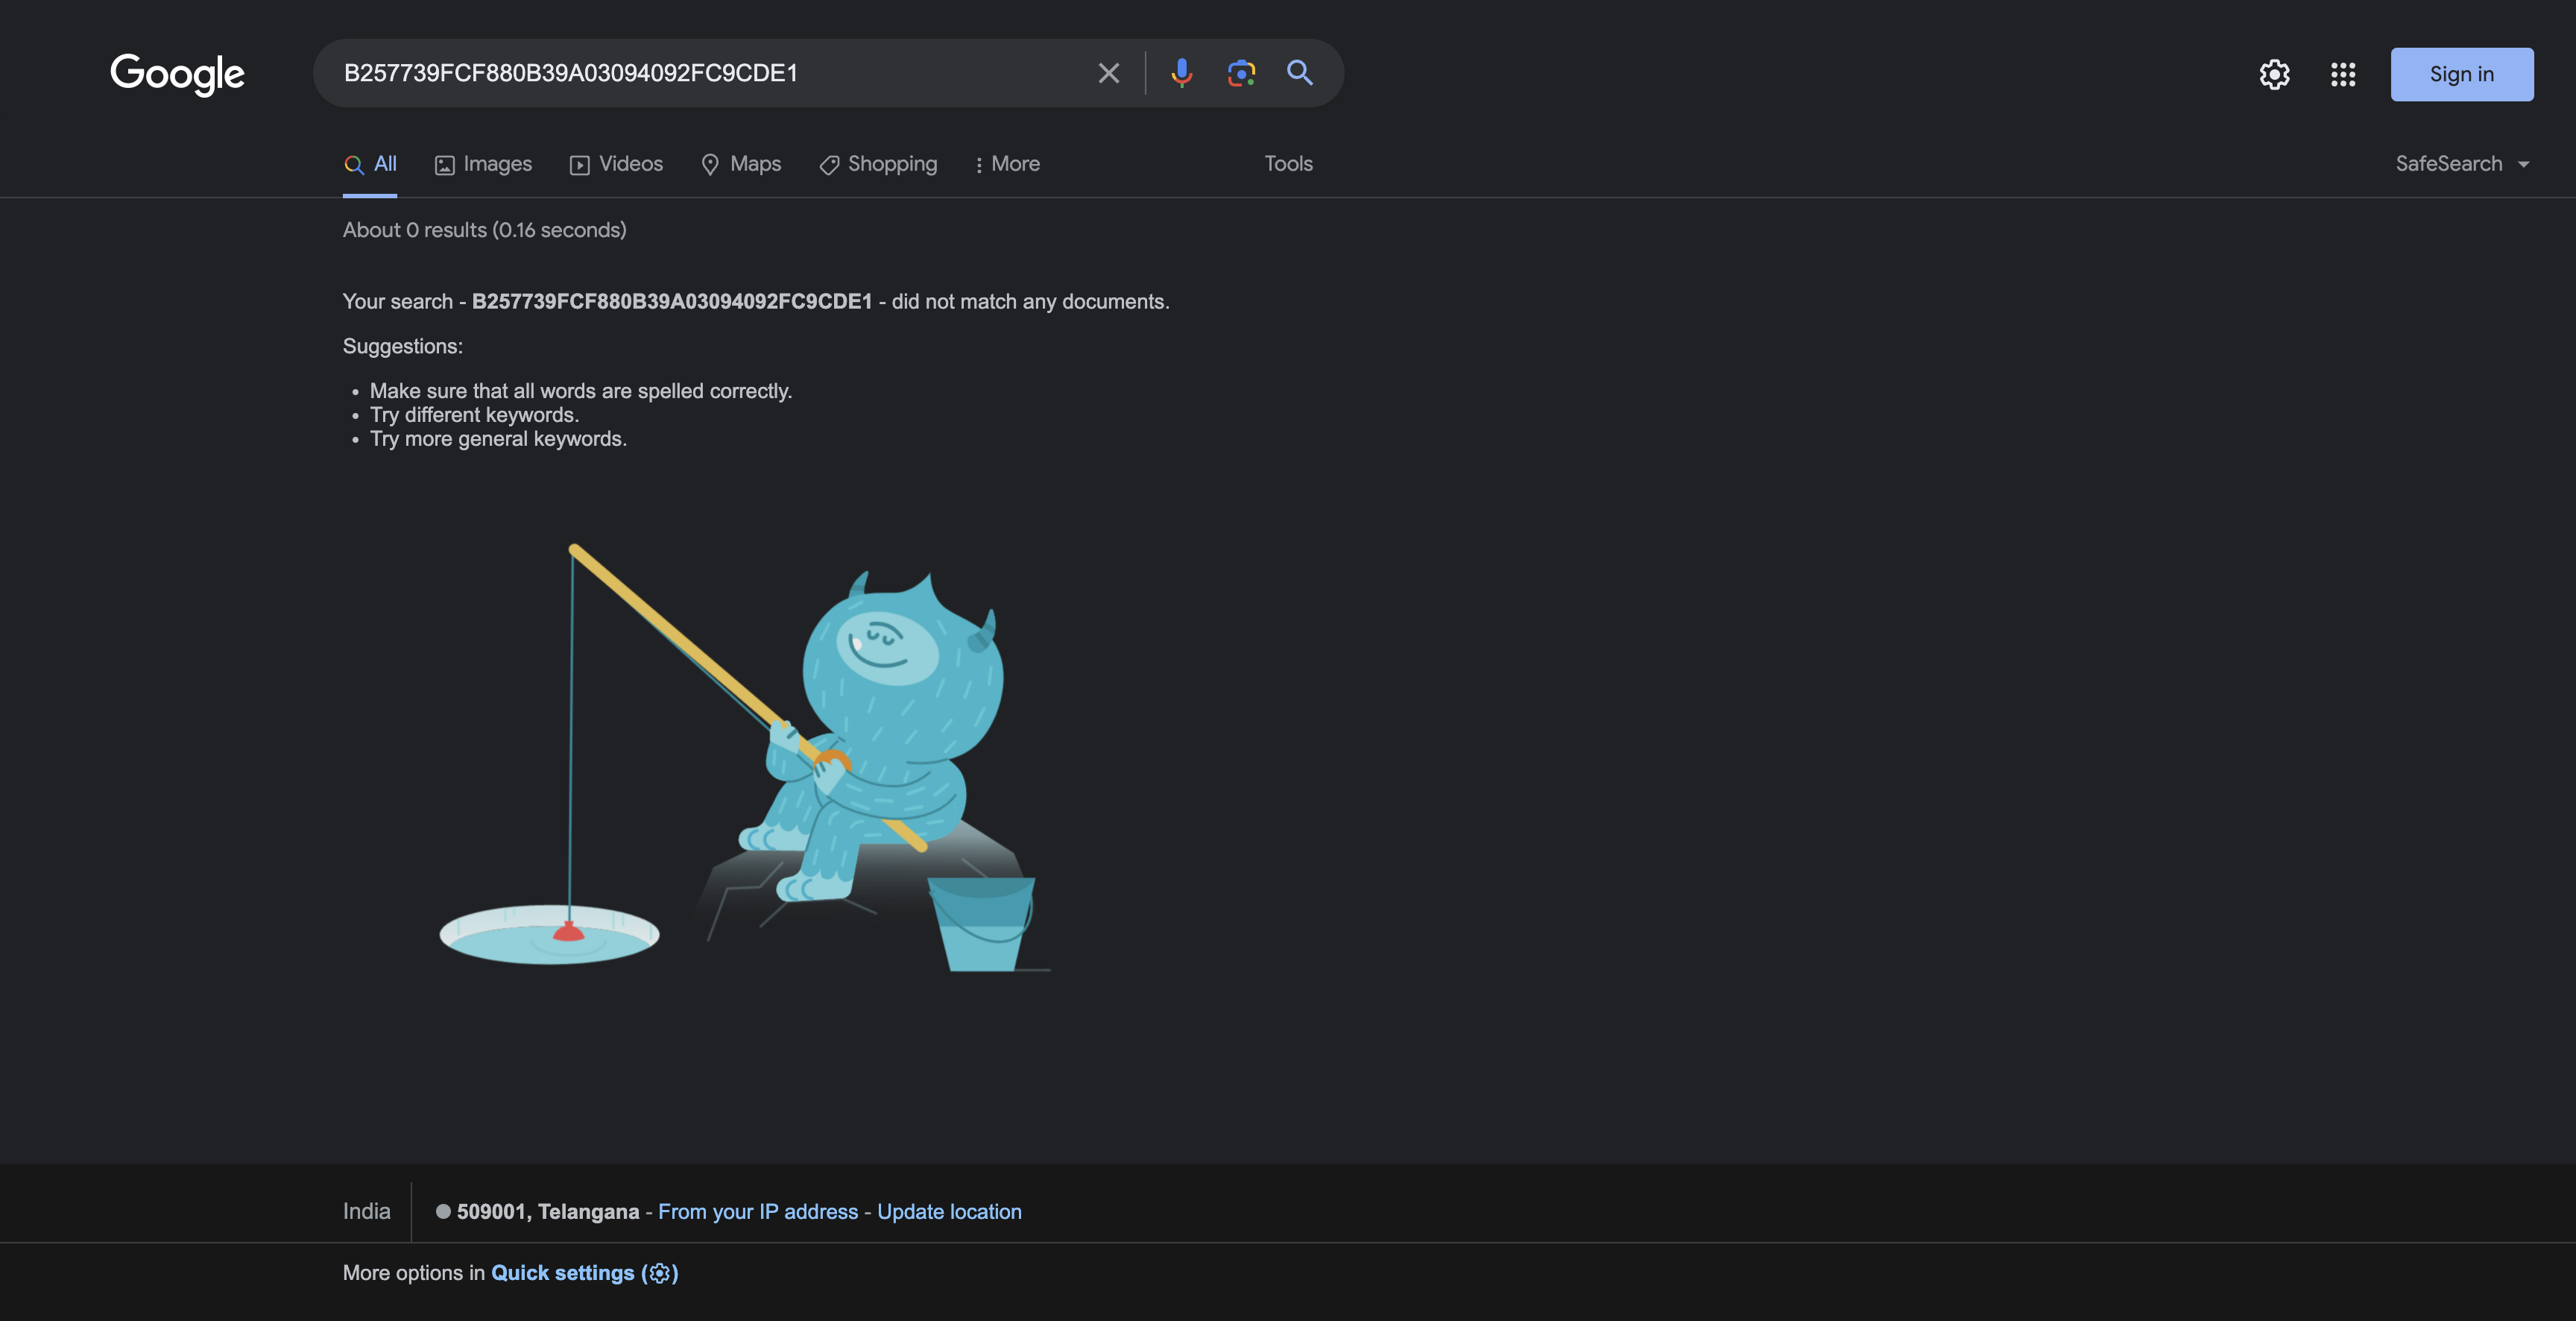 Google
B257739FCF880B39A03094092FC9CDE1
Sign in
All Images Videos Maps Shopping More Tools SafeSearch
About 0 results (0.16 seconds)
Your search - B257739FCF880B39A03094092FC9CDE1 - did not match any documents.
Suggestions:
• Make sure that all words are spelled correctly.
• Try different keywords.
• Try more general keywords.
India
509001, Telangana - From your IP address - Update location
More options in Quick settings ()